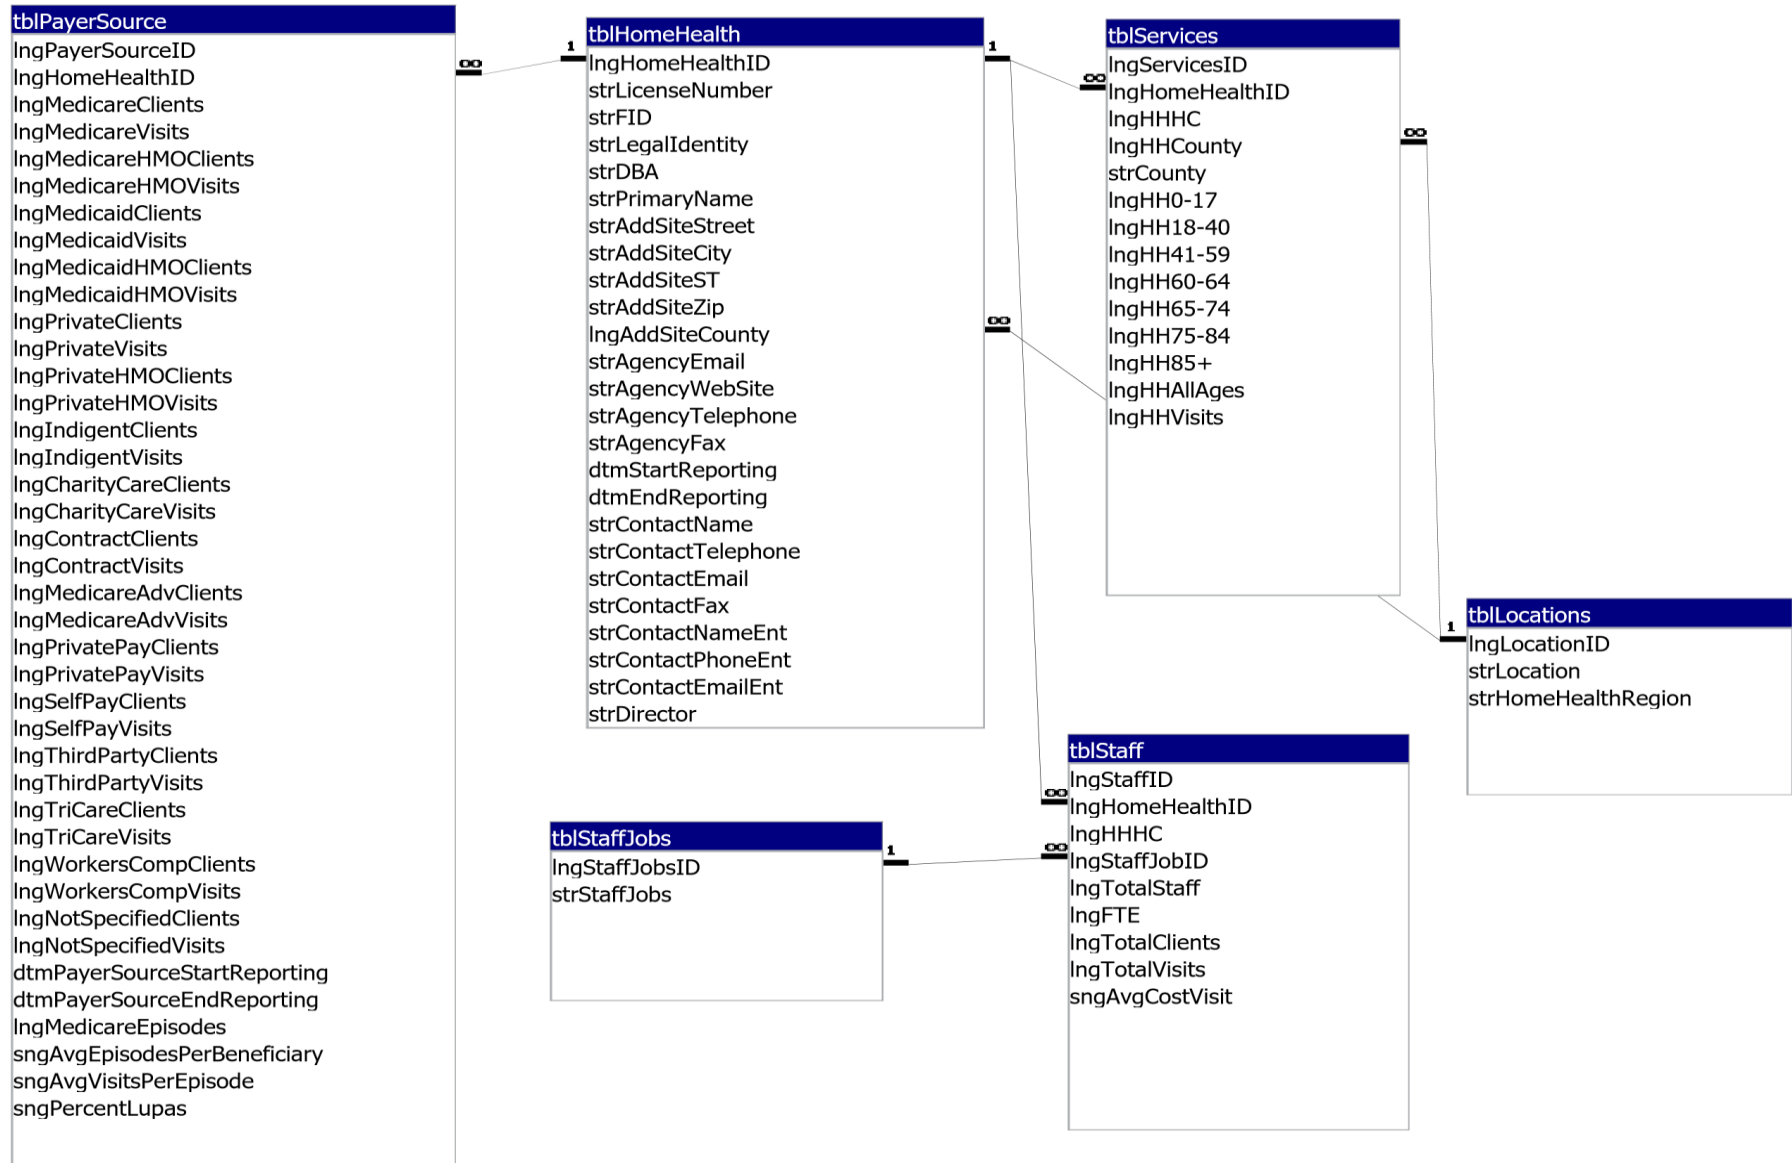 tblPayerSource
lngPayerSourceID
lngHomeHealthID
lngMedicareClients
lngMedicareVisits
lngMedicareHMOClients
lngMedicareHMOVisits
lngMedicaidClients
lngMedicaidVisits
lngMedicaidHMOClients
lngMedicaidHMOVisits
lngPrivateClients
lngPrivateVisits
lngPrivateHMOClients
lngPrivateHMOVisits
lngIndigentClients
lngIndigentVisits
lngCharityCareClients
lngCharityCareVisits
lngContractClients
lngContractVisits
lngMedicareAdvClients
lngMedicareAdvVisits
lngPrivatePayClients
lngPrivatePayVisits
lngSelfPayClients
lngSelfPayVisits
lngThirdPartyClients
lngThirdPartyVisits
lngTriCareClients
lngTriCareVisits
lngWorkersCompClients
lngWorkersCompVisits
lngNotSpecifiedClients
lngNotSpecifiedVisits
dtmPayerSourceStartReporting
dtmPayerSourceEndReporting
lngMedicareEpisodes
sngAvgEpisodesPerBeneficiary
sngAvgVisitsPerEpisode
sngPercentLupas
∞
1
tblHomeHealth
lngHomeHealthID
strLicenseNumber
strFID
strLegalIdentity
strDBA
strPrimaryName
strAddSiteStreet
strAddSiteCity
strAddSiteST
strAddSiteZip
lngAddSiteCounty
strAgencyEmail
strAgencyWebSite
strAgencyTelephone
strAgencyFax
dtmStartReporting
dtmEndReporting
strContactName
strContactTelephone
strContactEmail
strContactFax
strContactNameEnt
strContactPhoneEnt
strContactEmailEnt
strDirector
1
∞
∞
tblServices
lngServicesID
lngHomeHealthID
lngHHHC
lngHHCounty
strCounty
lngHH0-17
lngHH18-40
lngHH41-59
lngHH60-64
lngHH65-74
lngHH75-84
lngHH85+
lngHHAllAges
lngHHVisits
∞
1
tblLocations
lngLocationID
strLocation
strHomeHealthRegion
tblStaffJobs
lngStaffJobsID
strStaffJobs
1
∞
∞
tblStaff
lngStaffID
lngHomeHealthID
lngHHHC
lngStaffJobID
lngTotalStaff
lngFTE
lngTotalClients
lngTotalVisits
sngAvgCostVisit